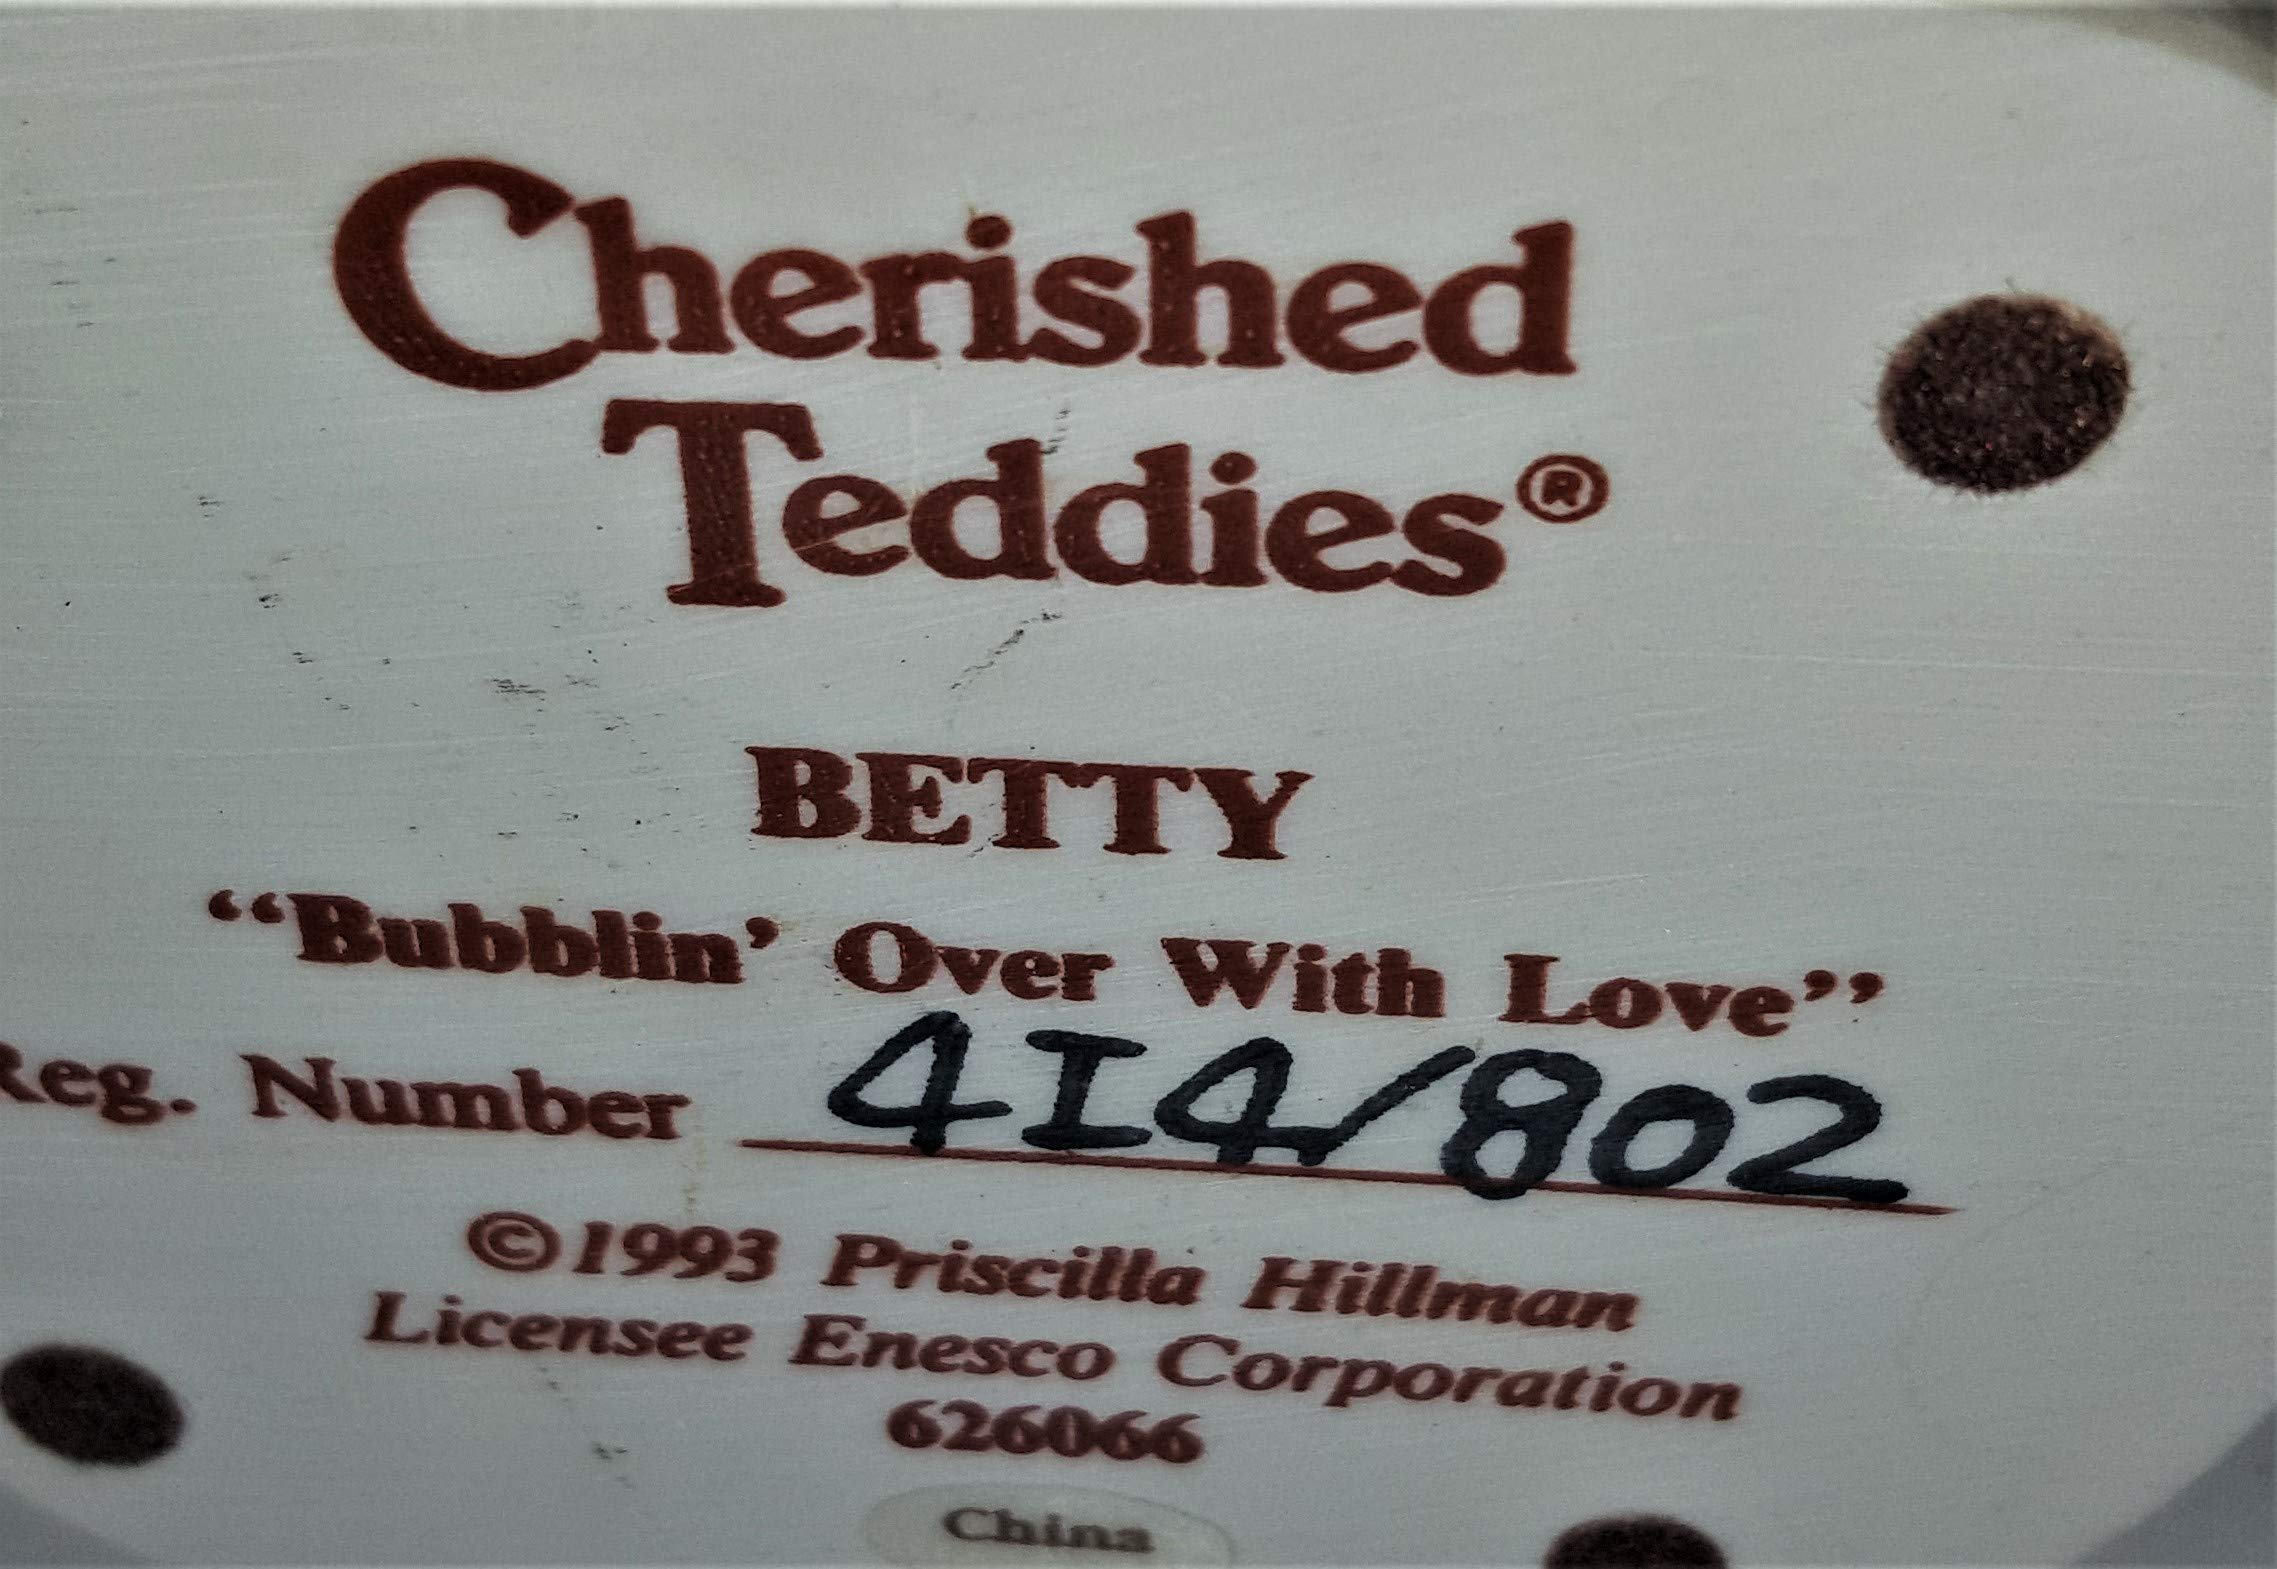 Cherished
Teddies®
BETTY
“Bubblin’ Over With Love”
Reg. Number 4I4/802
©1993 Priscilla Hillman
Licensee Enesco Corporation
626066
China